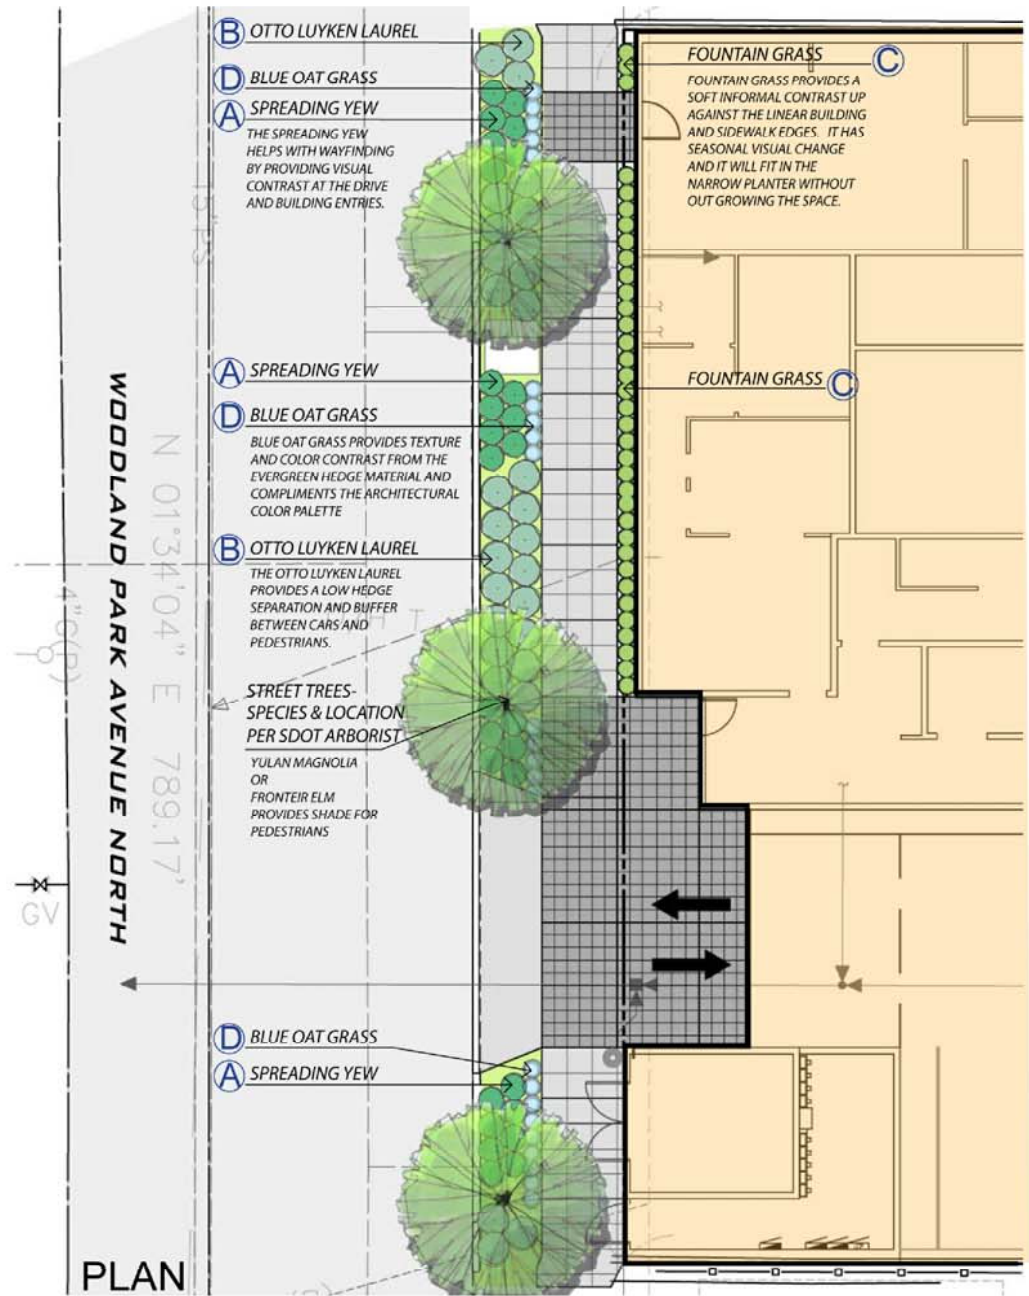 B OTTO LUYKEN LAUREL
D BLUE OAT GRASS
A SPREADING YEW
THE SPREADING YEW
HELPS WITH WAYFINDING
BY PROVIDING VISUAL
CONTRAST AT THE DRIVE
AND BUILDING ENTRIES.
FOUNTAIN GRASS C
FOUNTAIN GRASS PROVIDES A
SOFT INFORMAL CONTRAST UP
AGAINST THE LINEAR BUILDING
AND SIDEWALK EDGES. IT HAS
SEASONAL VISUAL CHANGE
AND IT WILL FIT IN THE
NARROW PLANTER WITHOUT
OUT GROWING THE SPACE.
15"PS
A SPREADING YEW
D BLUE OAT GRASS
BLUE OAT GRASS PROVIDES TEXTURE
AND COLOR CONTRAST FROM THE
EVERGREEN HEDGE MATERIAL AND
COMPLIMENTS THE ARCHITECTURAL
COLOR PALETTE
FOUNTAIN GRASS C
B OTTO LUYKEN LAUREL
THE OTTO LUYKEN LAUREL
PROVIDES A LOW HEDGE
SEPARATION AND BUFFER
BETWEEN CARS AND
PEDESTRIANS.
STREET TREES-
SPECIES & LOCATION
PER SDOT ARBORIST
YULAN MAGNOLIA
OR
FRONTEIR ELM
PROVIDES SHADE FOR
PEDESTRIANS
WOODLAND PARK AVENUE NORTH
N 01°34'04" E 789.17'
4"G(P)
GV
D BLUE OAT GRASS
A SPREADING YEW
PLAN